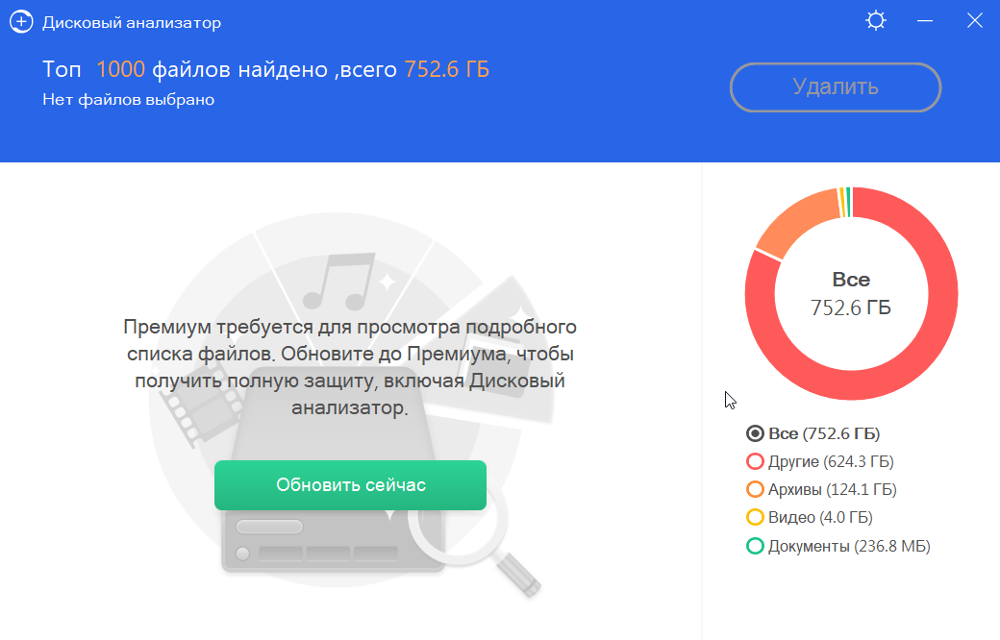 Дисковый анализатор
Топ 1000 файлов найдено ,всего 752.6 ГБ
Нет файлов выбрано
Удалить
Премиум требуется для просмотра подробного
списка файлов. Обновите до Премиума, чтобы
получить полную защиту, включая Дисковый
анализатор.
Обновить сейчас
Все
752.6 ГБ
Все (752.6 ГБ)
Другие (624.3 ГБ)
Архивы (124.1 ГБ)
Видео (4.0 ГБ)
Документы (236.8 МБ)